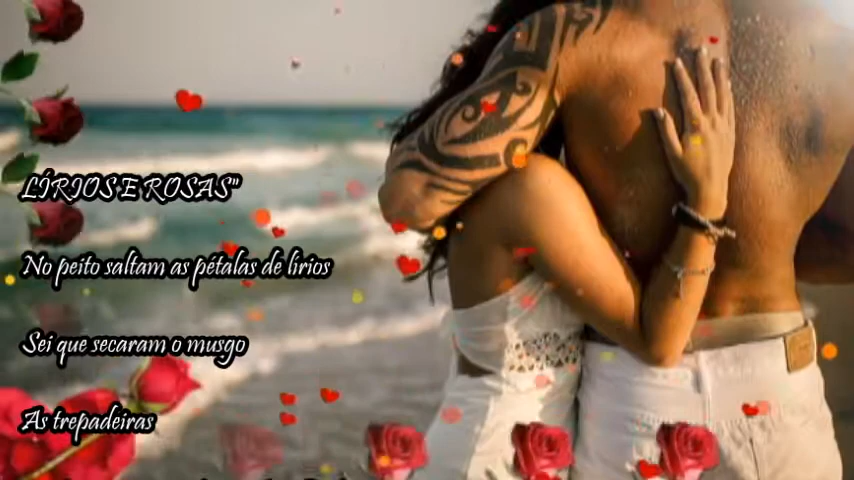 LÍRIOS E ROSAS"
No peito saltam as pétalas de lírios
Sei que secaram o musgo
As trepadeiras